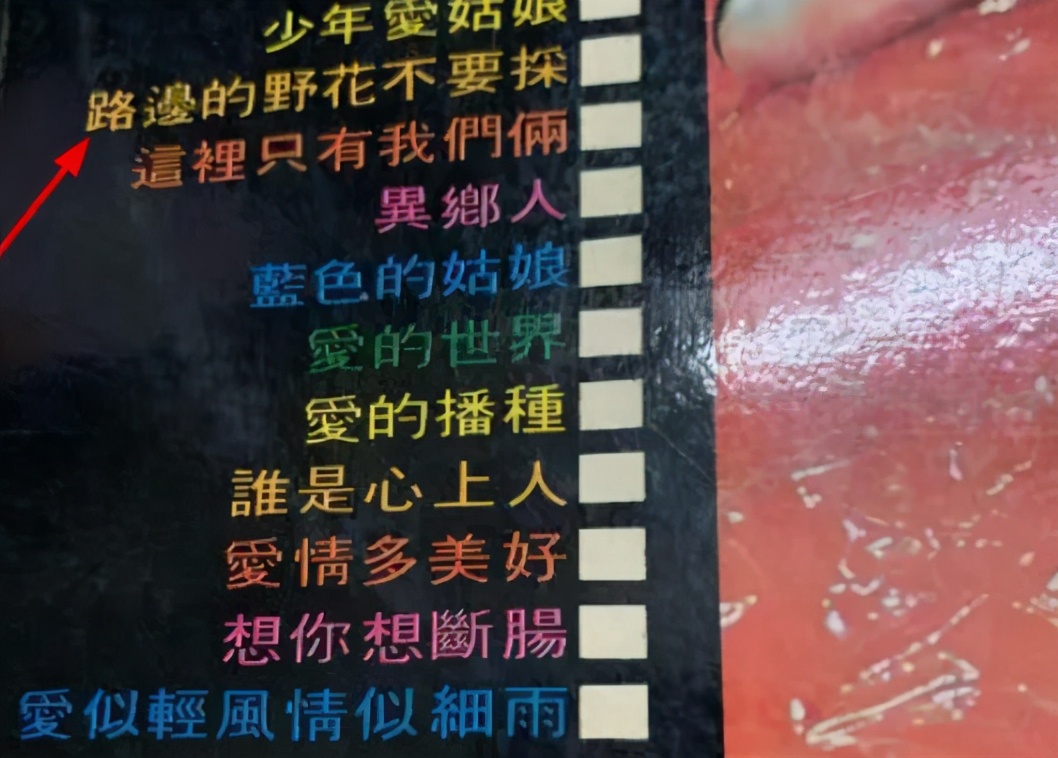 少年愛姑娘
路邊的野花不要採
這裡只有我們倆
異鄉人
藍色的姑娘
愛的世界
愛的播種
誰是心上人
愛情多美好
想你想斷腸
愛似輕風情似細雨